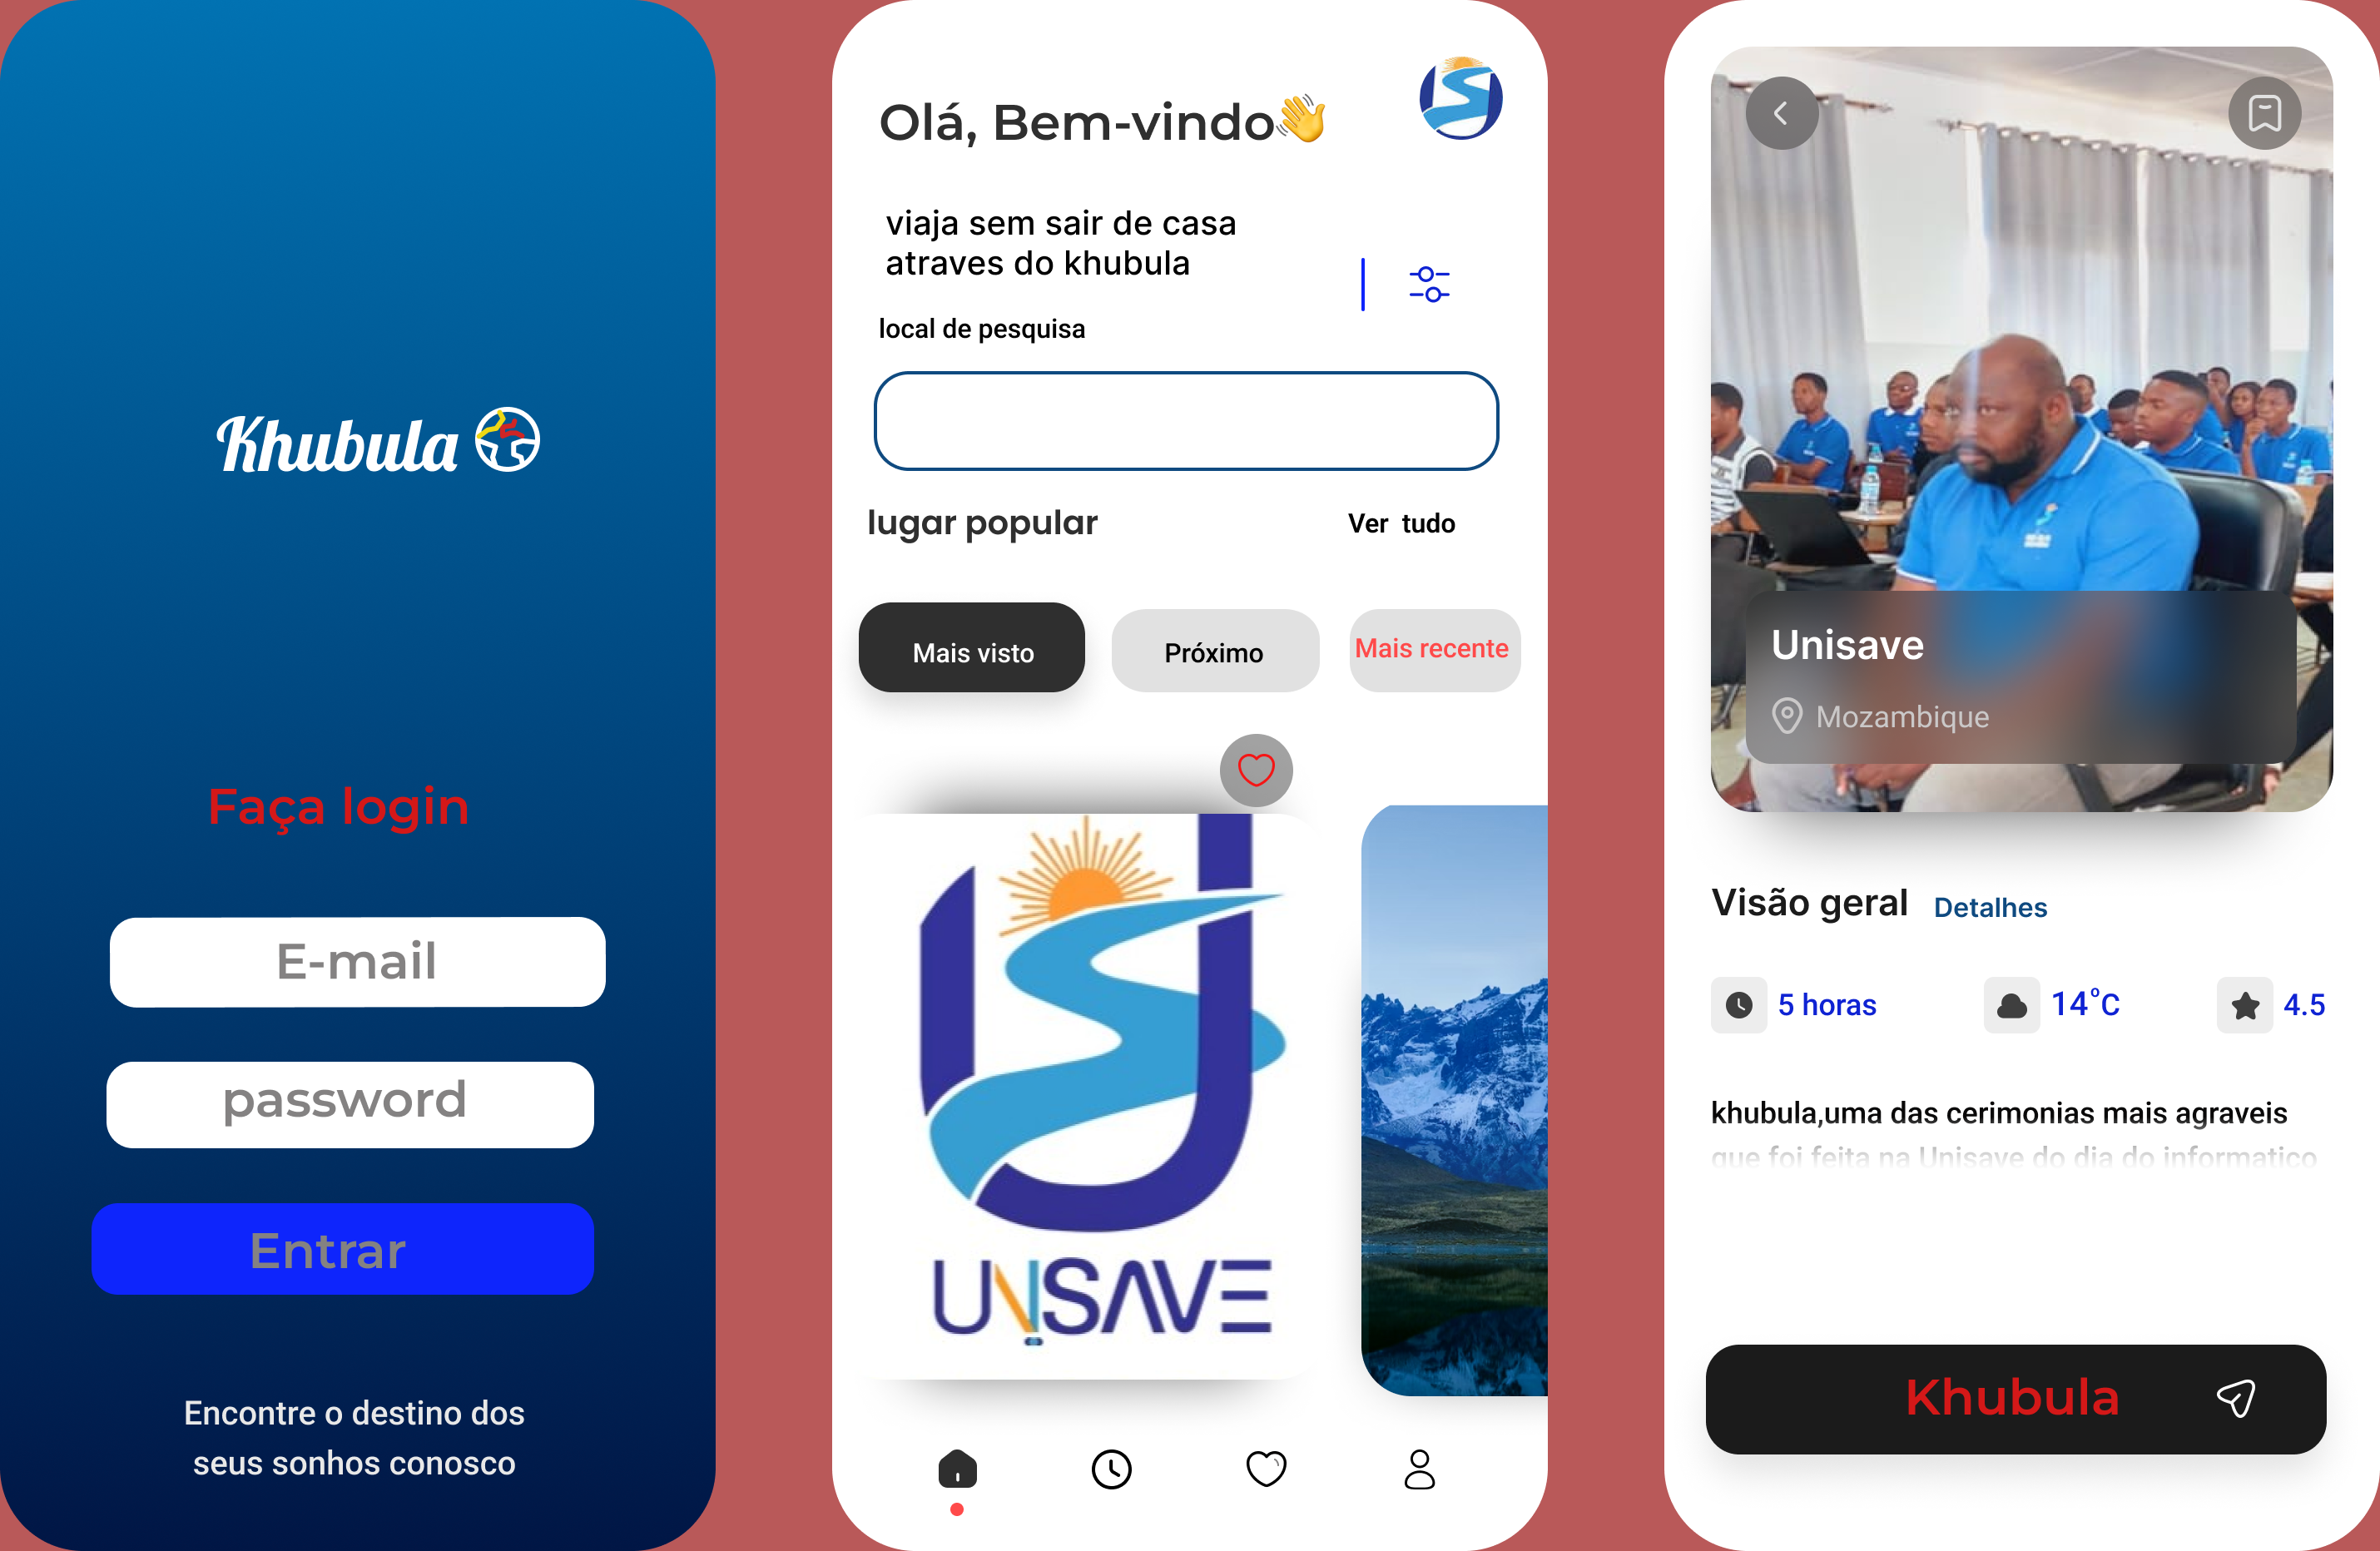 Khubula
Faça login
E-mail
password
Entrar
Encontre o destino dos
seus sonhos conosco
Olá, Bem-vindo👋
viaja sem sair de casa
atraves do khubula
local de pesquisa
lugar popular
Ver tudo
Mais visto
Próximo
Mais recente
UNISAVE
Unisave
Mozambique
Visão geral
Detalhes
5 horas
14°C
4.5
khubula,uma das cerimonias mais agraveis
que foi feita na Unisave do dia do informatico
Khubula